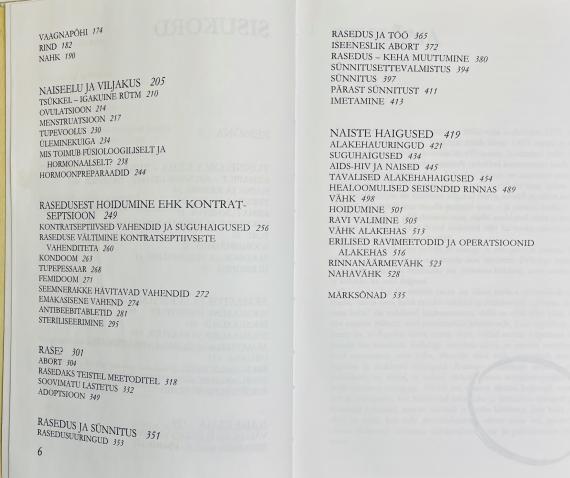 VAAGNAPÕHI 174
RIND 182
NAHK 190
NAISEELU JA VILJAKUS 205
TSÜKKEL – IGAKUINE RÜTM 210
OVULATSIOON 214
MENSTRUATSIOON 217
TUPEVOOLUS 230
ÜLEMINEKUIGA 234
MIS TOIMUB FÜSIOLOOGILISELT JA
HORMONAALSELT? 238
HORMOONPREPARAADID 244
RASEDUSEST HOIDUMINE EHK KONTRAT-
SEPTSIOON 249
KONTRATSEPTIIVSED VAHENDID JA SUGUHAIGUSED 256
RASEDUSE VÄLTIMINE KONTRATSEPTIIVSETE
VAHENDITETA 260
KONDOOM 263
TUPEPESSAAR 268
FEMIDOOM 271
SEEMNERAKKE HÄVITAVAD VAHENDID 272
EMAKASISENE VAHEND 274
ANTIBEEBITABLETID 281
STERILISEERIMINE 295
RASE? 301
ABORT 304
RASEDAKS TEISTEL MEETODITEL 318
SOOVIMATU LASTETUS 332
ADOPTSIOON 349
RASEDUS JA SÜNNITUS 351
RASEDUSUURINGUD 353
6
RASEDUS JA TÖÖ 365
ISEENESLIK ABORT 372
RASEDUS – KEHA MUUTUMINE 380
SÜNNITUSETTEVALMISTUS 394
SÜNNITUS 397
PÄRAST SÜNNITUST 411
IMETAMINE 413
NAISTE HAIGUSED 419
ALAKEHAUURINGUD 421
SUGUHAIGUSED 434
AIDS-HIV JA NAISED 445
TAVALISED ALAKEHAHAIGUSED 454
HEALOOMULISED SEISUNDID RINNAS 489
VÄHK 498
HOIDUMINE 501
RAVI VALIMINE 505
VÄHK ALAKEHAS 513
ERILISED RAVIMEETODID JA OPERATSIOONID
ALAKEHAS 516
RINNANÄÄRMEVÄHK 523
NAHAVÄHK 528
MÄRKSÕNAD 535